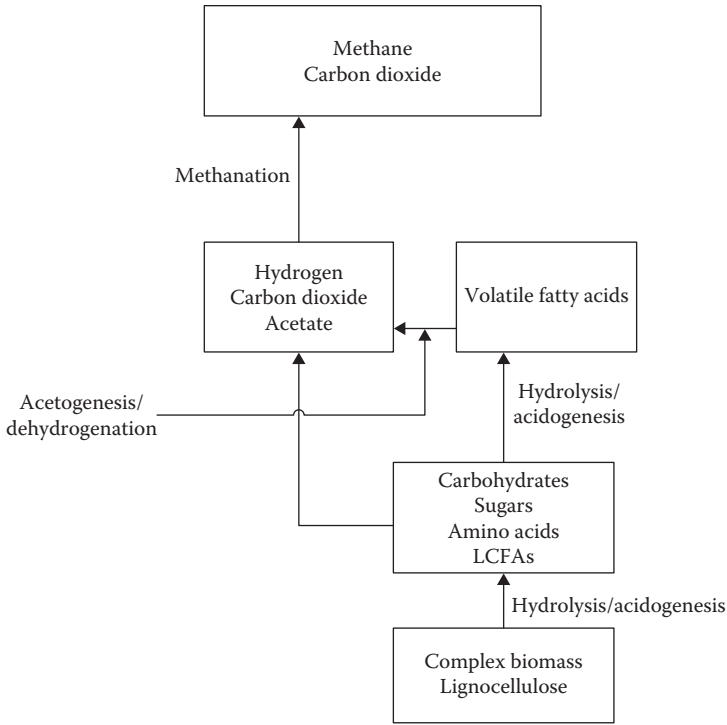 Methane
Carbon dioxide
Methanation
Hydrogen
Carbon dioxide
Acetate
Volatile fatty acids
Acetogenesis/
dehydrogenation
Hydrolysis/
acidogenesis
Carbohydrates
Sugars
Amino acids
LCFAs
Hydrolysis/acidogenesis
Complex biomass
Lignocellulose